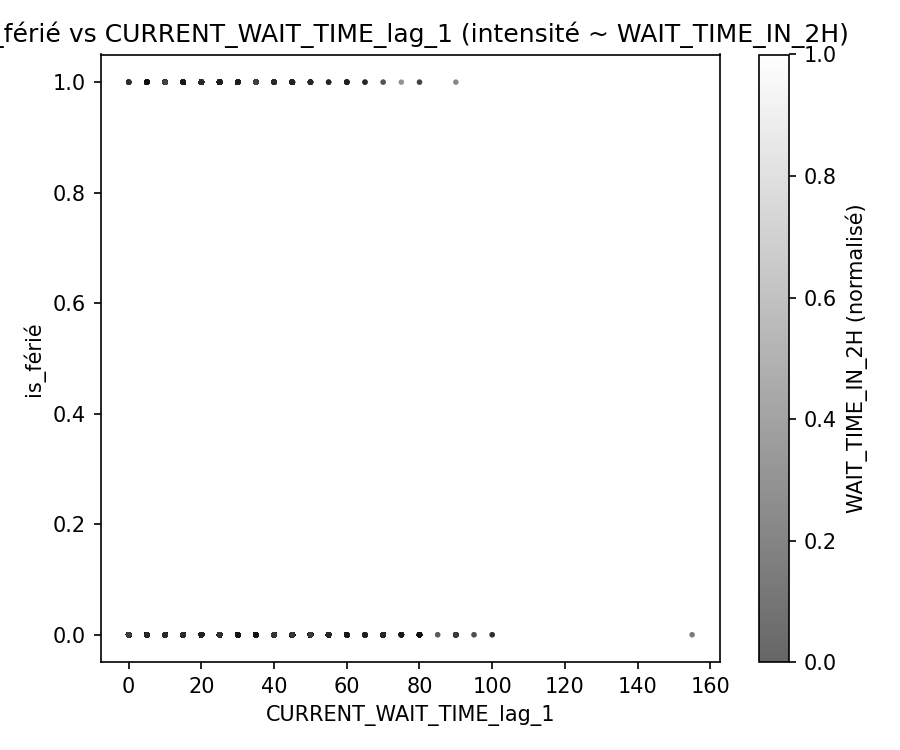 _férié vs CURRENT_WAIT_TIME_lag_1 (intensité ~ WAIT_TIME_IN_2H)
1.0
0.8
0.6
0.4
0.2
0.0
is_férié
0 20 40 60 80 100 120 140 160
CURRENT_WAIT_TIME_lag_1
1.0
0.8
0.6
0.4
0.2
0.0
WAIT_TIME_IN_2H (normalisé)